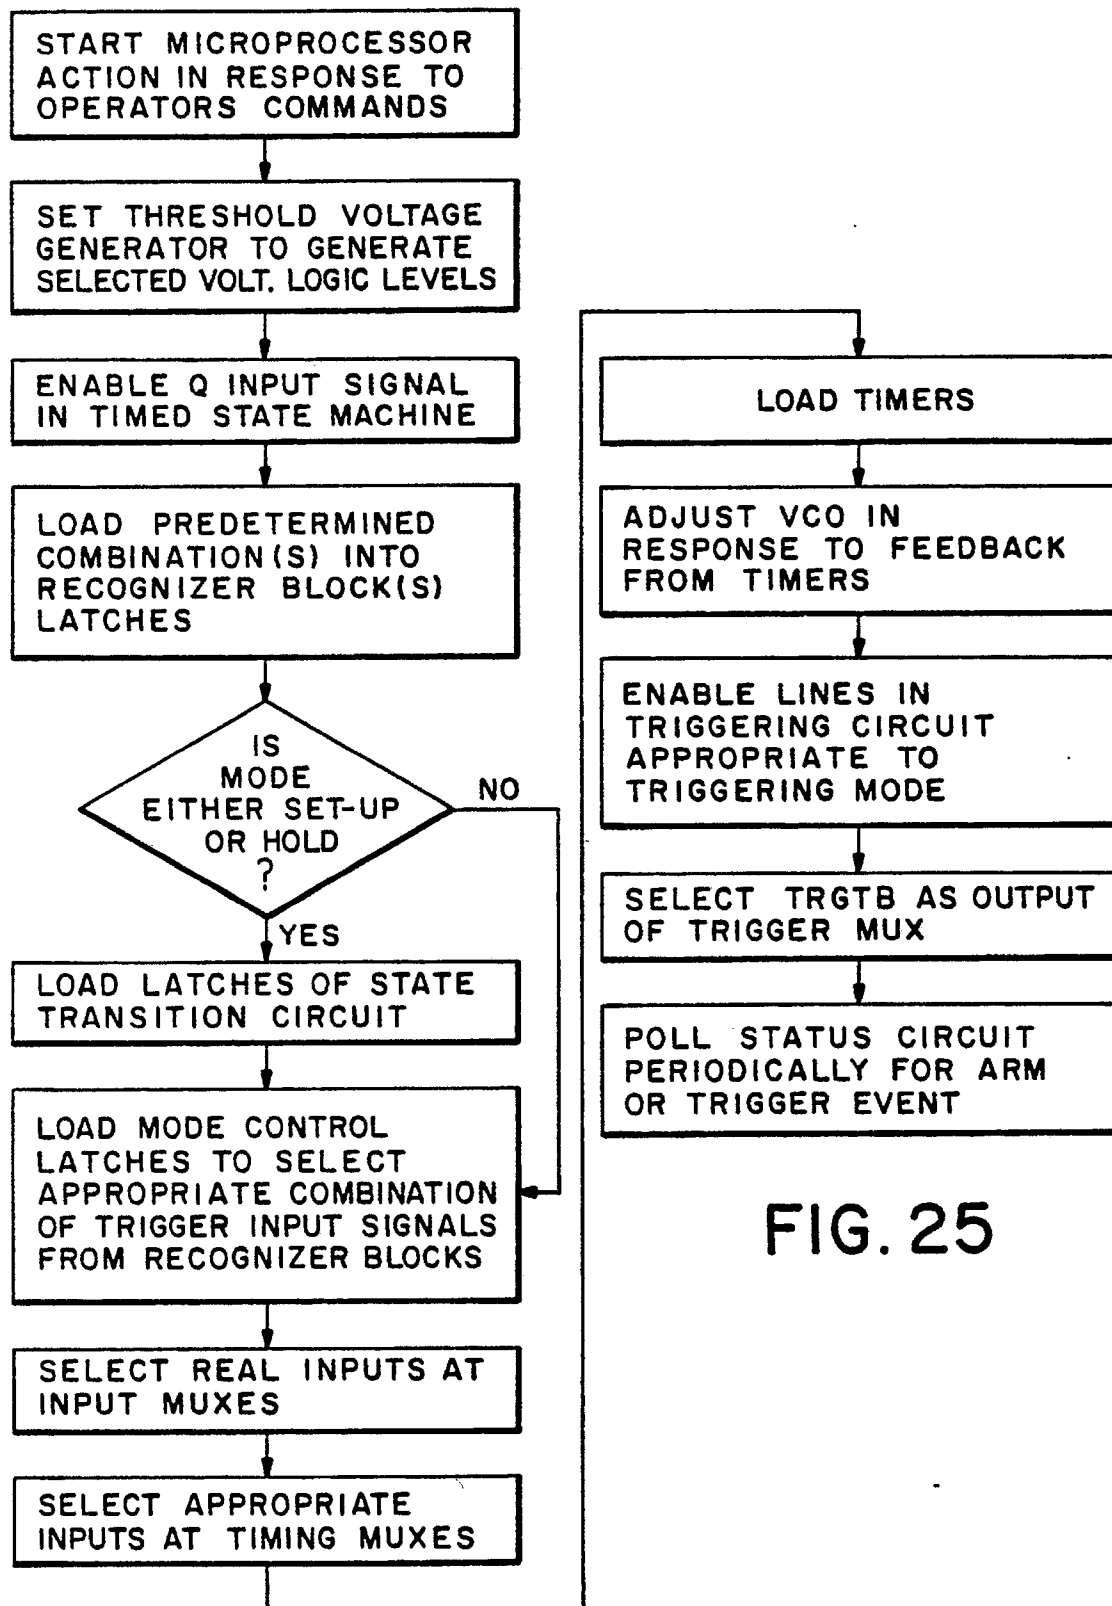 START MICROPROCESSOR
ACTION IN RESPONSE TO
OPERATORS COMMANDS
SET THRESHOLD VOLTAGE
GENERATOR TO GENERATE
SELECTED VOLT. LOGIC LEVELS
ENABLE Q INPUT SIGNAL
IN TIMED STATE MACHINE
LOAD PREDETERMINED
COMBINATION(S) INTO
RECOGNIZER BLOCK(S)
LATCHES
IS
MODE
EITHER SET-UP
OR HOLD
?
NO
YES
LOAD LATCHES OF STATE
TRANSITION CIRCUIT
LOAD MODE CONTROL
LATCHES TO SELECT
APPROPRIATE COMBINATION
OF TRIGGER INPUT SIGNALS
FROM RECOGNIZER BLOCKS
SELECT REAL INPUTS AT
INPUT MUXES
SELECT APPROPRIATE
INPUTS AT TIMING MUXES
LOAD TIMERS
ADJUST VCO IN
RESPONSE TO FEEDBACK
FROM TIMERS
ENABLE LINES IN
TRIGGERING CIRCUIT
APPROPRIATE TO
TRIGGERING MODE
SELECT TRGTB AS OUTPUT
OF TRIGGER MUX
POLL STATUS CIRCUIT
PERIODICALLY FOR ARM
OR TRIGGER EVENT
FIG. 25